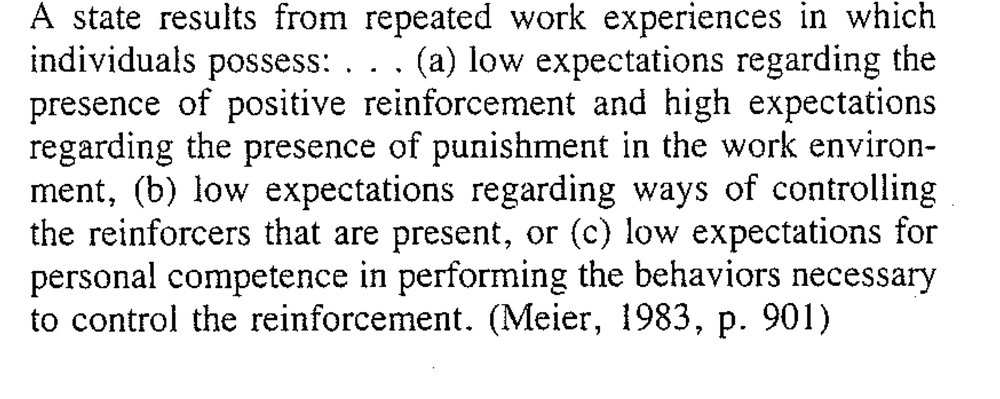 A state results from repeated work experiences in which
individuals possess: . . . (a) low expectations regarding the
presence of positive reinforcement and high expectations
regarding the presence of punishment in the work environ-
ment, (b) low expectations regarding ways of controlling
the reinforcers that are present, or (c) low expectations for
personal competence in performing the behaviors necessary
to control the reinforcement. (Meier, 1983, p. 901)